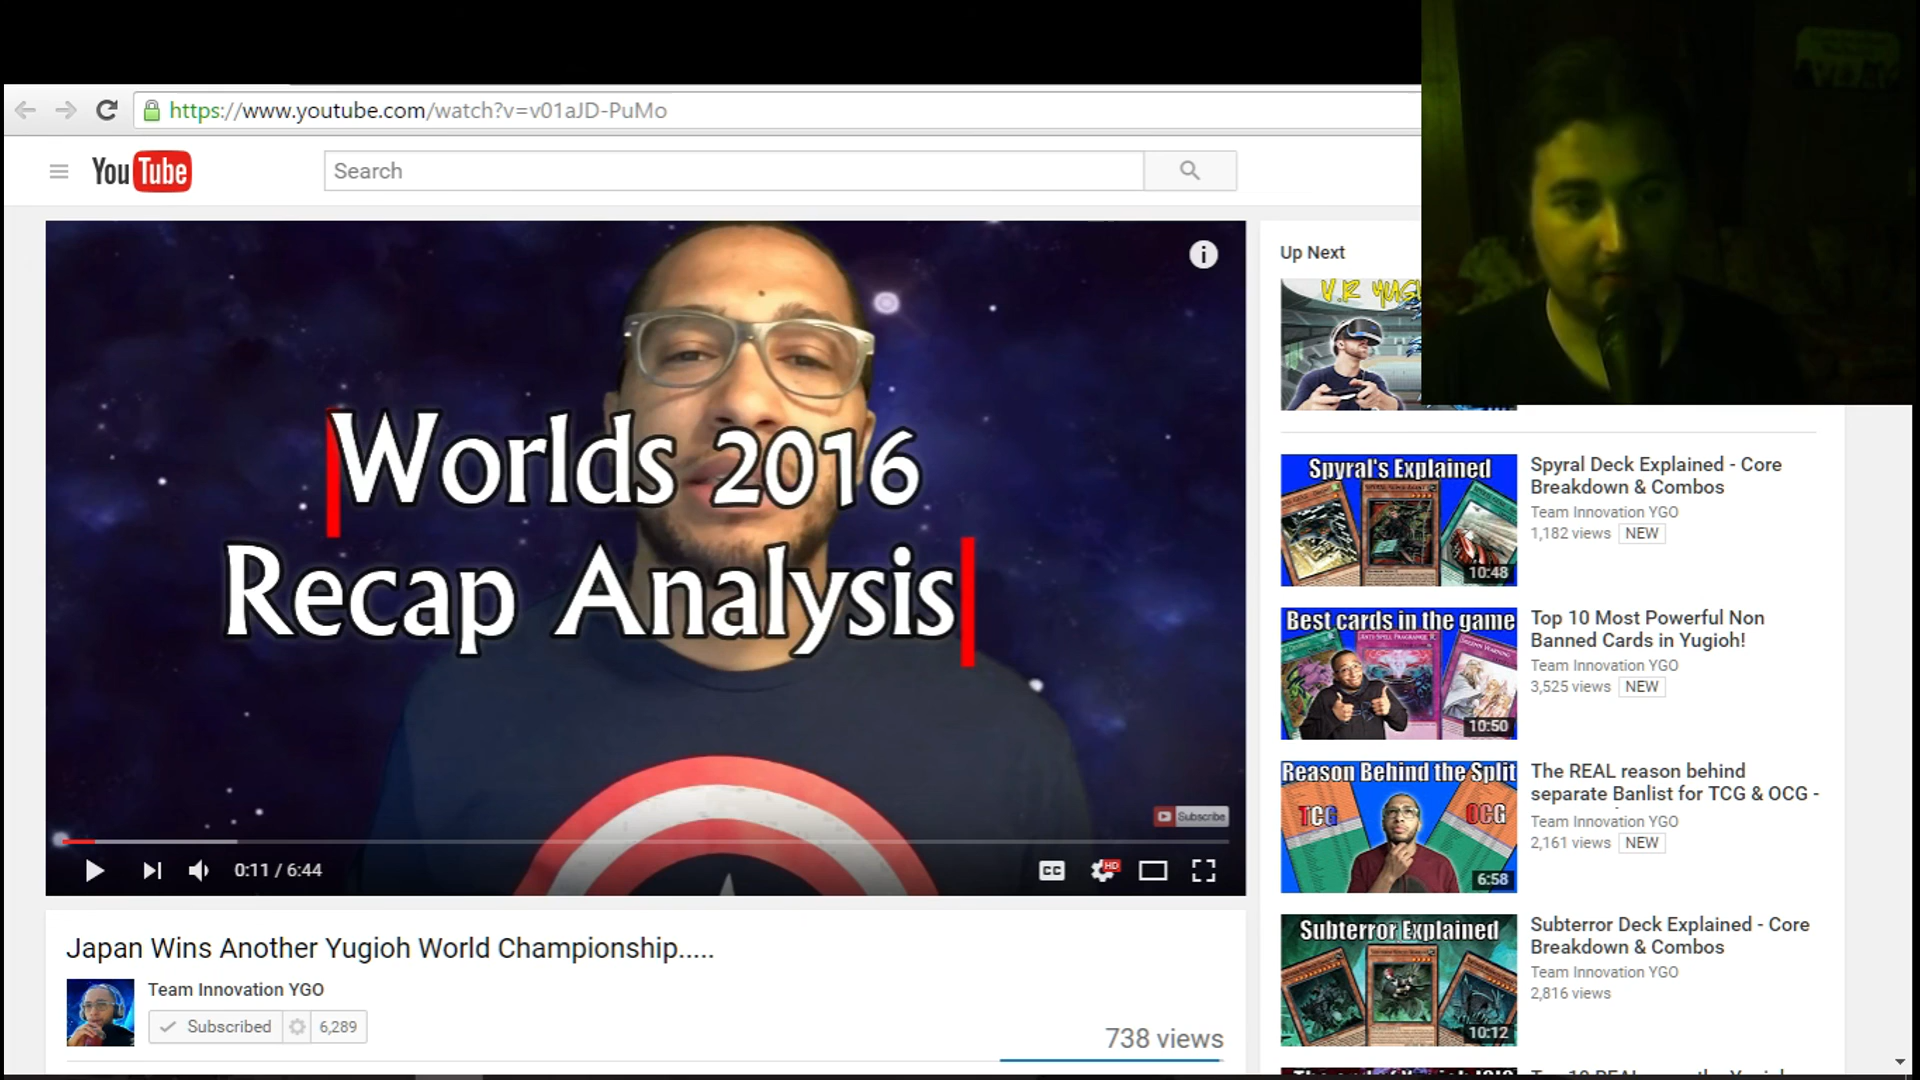 https://www.youtube.com/watch?v=v01aJD-PuMo
YouTube
Search
Worlds 2016
Recap Analysis
Subscribe
0:11 / 6:44
CC
HD
Japan Wins Another Yugioh World Championship.....
Team Innovation YGO
Subscribed
6,289
738 views
Up Next
V.R YUG
Spyral's Explained
10:48
Spyral Deck Explained - Core
Breakdown & Combos
Team Innovation YGO
1,182 views NEW
Best cards in the game
10:50
Top 10 Most Powerful Non
Banned Cards in Yugioh!
Team Innovation YGO
3,525 views NEW
Reason Behind the Split
TCG
OCG
6:58
The REAL reason behind
separate Banlist for TCG & OCG -
Team Innovation YGO
2,161 views NEW
Subterror Explained
10:12
Subterror Deck Explained - Core
Breakdown & Combos
Team Innovation YGO
2,816 views